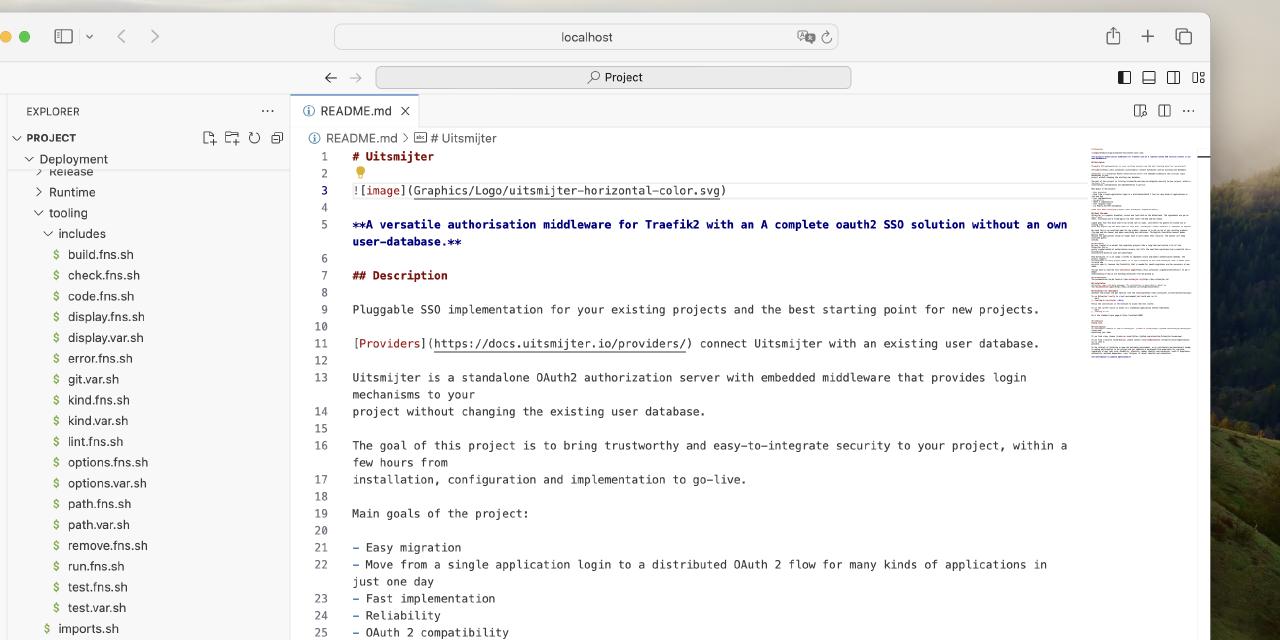 localhost
Project
EXPLORER
README.md
PROJECT
README.md > # Uitsmijter
Deployment
Release
Runtime
tooling
includes
build.fns.sh
check.fns.sh
code.fns.sh
display.fns.sh
display.var.sh
error.fns.sh
git.var.sh
kind.fns.sh
kind.var.sh
lint.fns.sh
options.fns.sh
options.var.sh
path.fns.sh
path.var.sh
remove.fns.sh
run.fns.sh
test.fns.sh
test.var.sh
imports.sh
1 # Uitsmijter
2
3 ![image](
logo/uitsmijter-horizontal-color.svg)
4
5 **A
authorisation middleware for
with an A complete oauth2 SSO solution without an own
user-database.**
6
7 ## Description
8
9
implementation for your existing projects and the best starting point for new projects.
10
11 [Providers](
//docs.uitsmijter.io/providers/) connect Uitsmijter with an existing user database.
12
13 Uitsmijter is a standalone OAuth2 authorization server with embedded middleware that provides login
mechanisms to your
14 project without changing the existing user database.
15
16 The goal of this project is to bring trustworthy and easy-to-integrate security to your project, within a
few hours from
17 installation, configuration and implementation to go-live.
18
19 Main goals of the project:
20
21 - Easy migration
22 - Move from a single application login to a distributed OAuth 2 flow for many kinds of applications in
just one day
23 - Fast implementation
24 - Reliability
25 - OAuth 2 compatibility